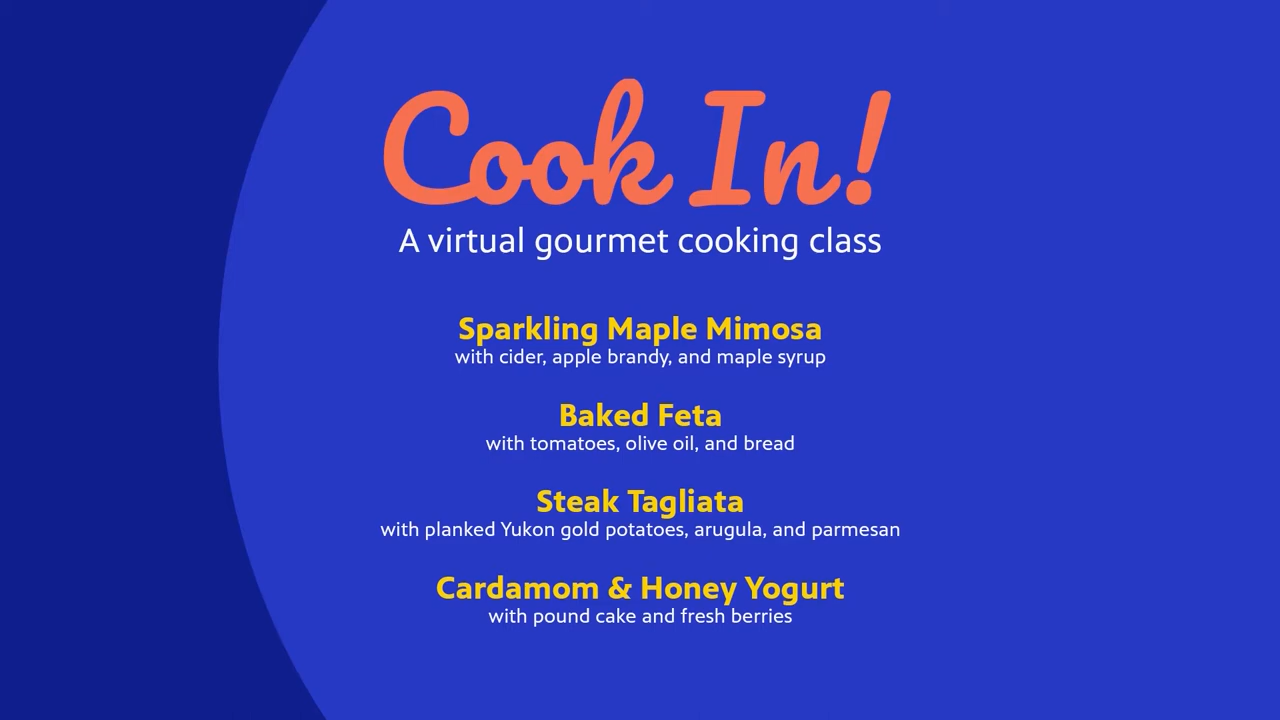 Cook In!
A virtual gourmet cooking class
Sparkling Maple Mimosa
with cider, apple brandy, and maple syrup
Baked Feta
with tomatoes, olive oil, and bread
Steak Tagliata
with planked Yukon gold potatoes, arugula, and parmesan
Cardamom & Honey Yogurt
with pound cake and fresh berries